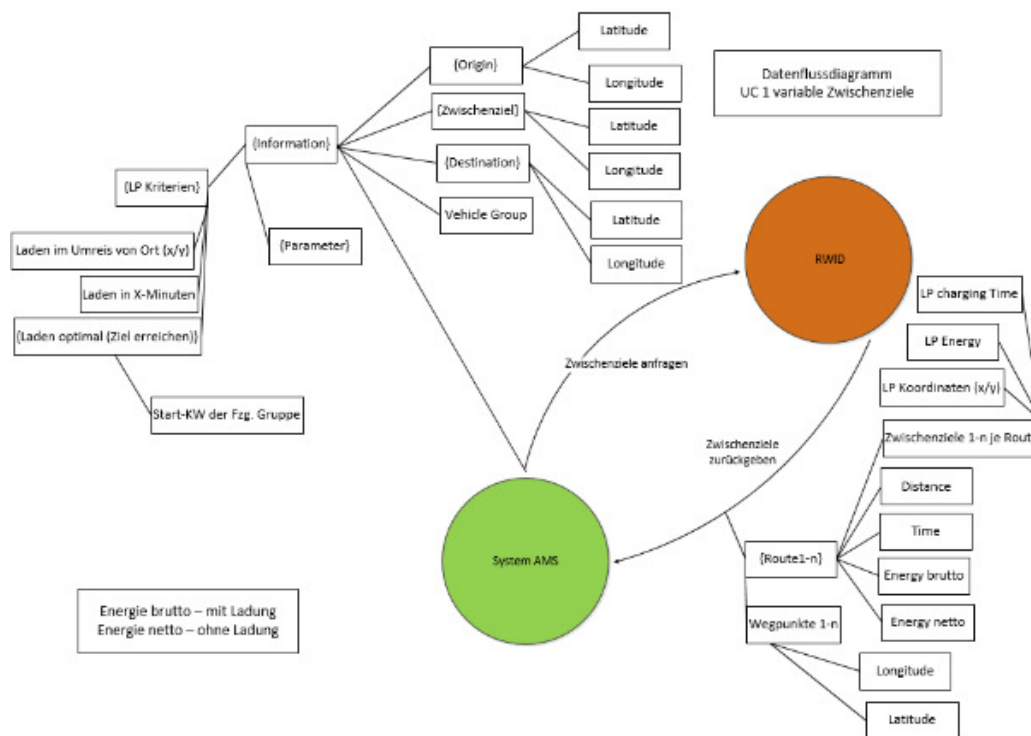 Latitude
{Origin}
Longitude
Datenflussdiagramm
UC 1 variable Zwischenziele
{Zwischenziel}
Latitude
{Information}
{Destination}
Longitude
{LP Kriterien}
Vehicle Group
Latitude
Laden im Umreis von Ort (x/y)
{Parameter}
Longitude
RWID
Laden in X-Minuten
LP charging Time
{Laden optimal (Ziel erreichen)}
LP Energy
Zwischenziele anfragen
LP Koordinaten (x/y)
Start-KW der Fzg. Gruppe
Zwischenziele 1-n je Rout
Zwischenziele
zurückgeben
Distance
Time
System AMS
{Route1-n}
Energy brutto
Energie brutto – mit Ladung
Energie netto – ohne Ladung
Wegpunkte 1-n
Energy netto
Longitude
Latitude